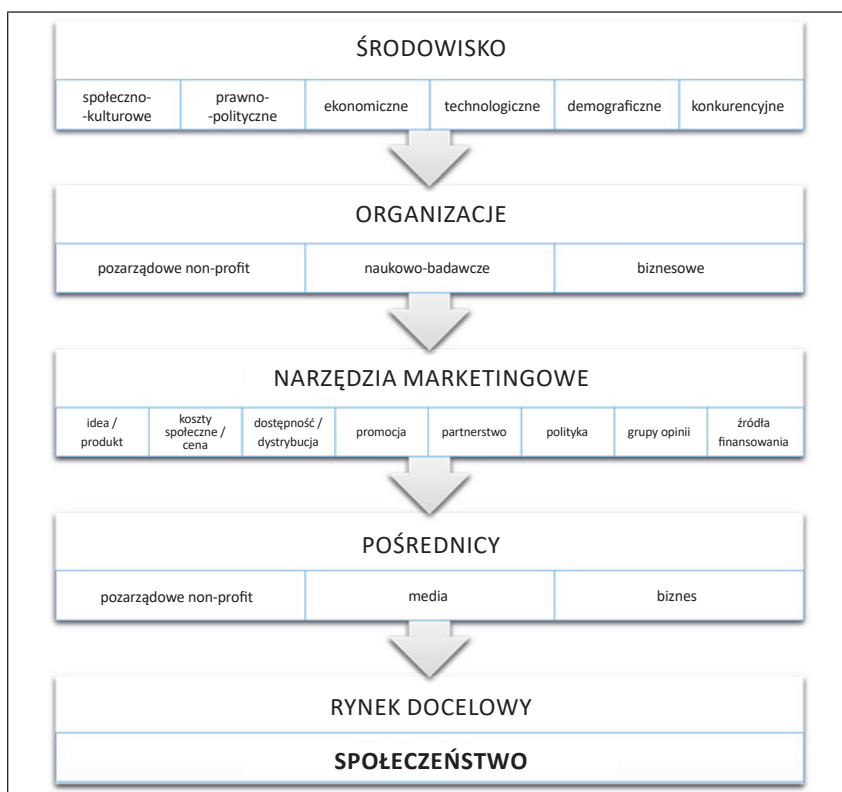 ŚRODOWISKO
społeczno-
-kulturowe
prawno-
-polityczne
ekonomiczne
technologiczne
demograficzne
konkurencyjne
ORGANIZACJE
pozarządowe non-profit
naukowo-badawcze
biznesowe
NARZĘDZIA MARKETINGOWE
idea /
produkt
koszty
społeczne /
cena
dostępność /
dystrybucja
promocja
partnerstwo
polityka
grupy opinii
źródła
finansowania
POŚREDNICY
pozarządowe non-profit
media
biznes
RYNEK DOCELOWY
SPOŁECZEŃSTWO